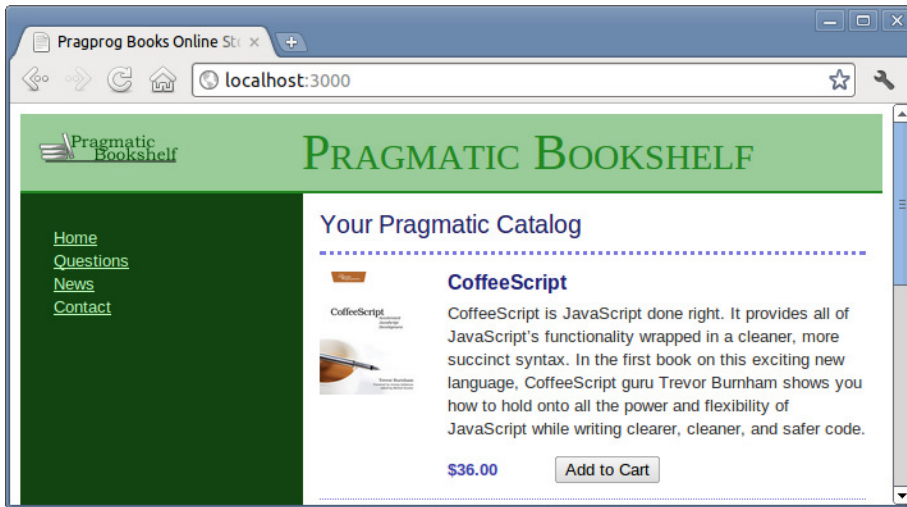 Pragprog Books Online Sto
localhost:3000
Pragmatic
Bookshelf
PRAGMATIC BOOKSHELF
Home
Questions
News
Contact
Your Pragmatic Catalog
CoffeeScript
CoffeeScript
CoffeeScript is JavaScript done right. It provides all of
JavaScript's functionality wrapped in a cleaner, more
succinct syntax. In the first book on this exciting new
language, CoffeeScript guru Trevor Burnham shows you
how to hold onto all the power and flexibility of
JavaScript while writing clearer, cleaner, and safer code.
$36.00
Add to Cart